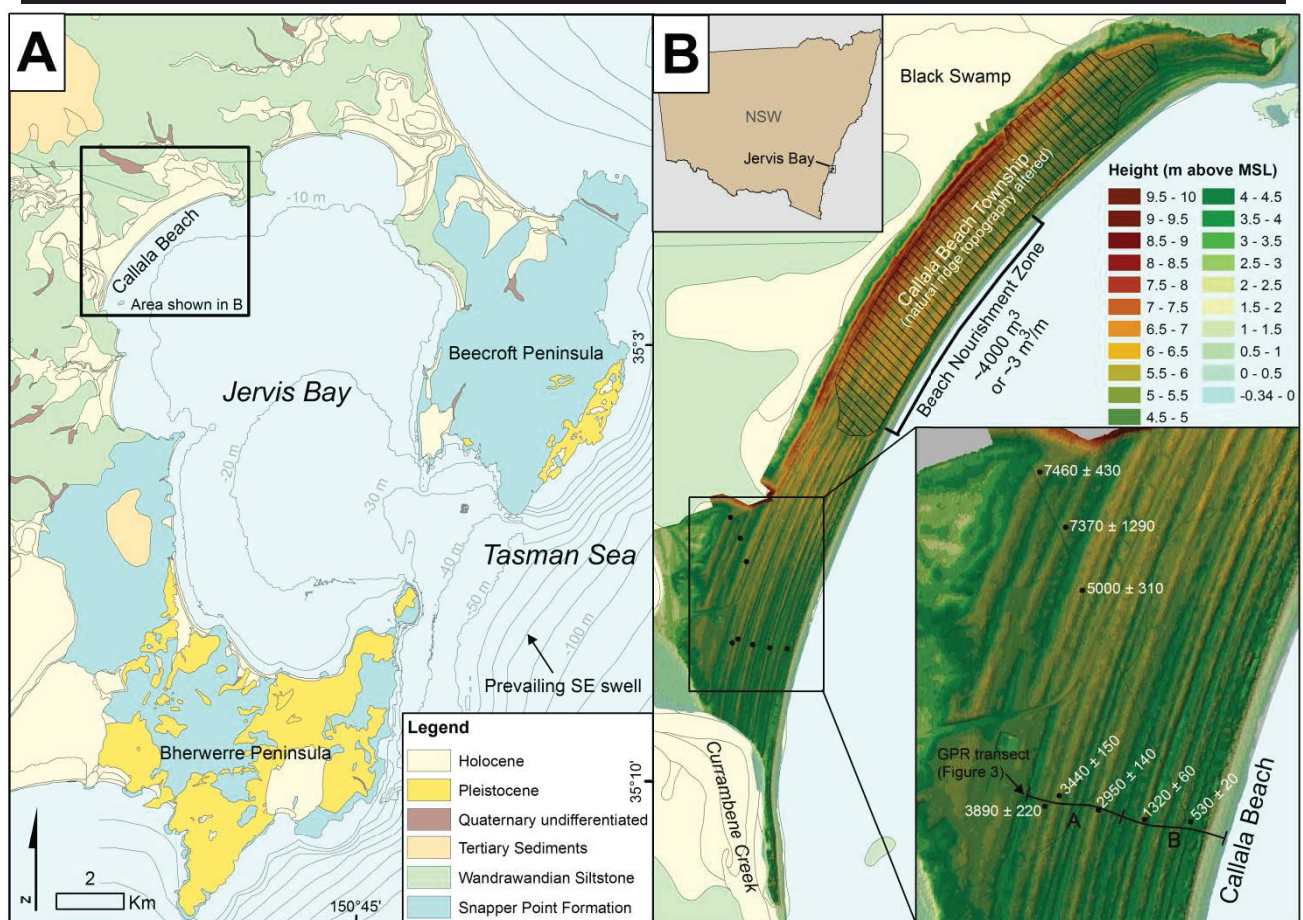 A
-10 m
Callala Beach
Area shown in B
35°3'
Beecroft Peninsula
Jervis Bay
-20 m
-30 m
-40 m
-50 m
Tasman Sea
-100 m
Prevailing SE swell
Bherwerre Peninsula
35°10'
Legend
Holocene
Pleistocene
Quaternary undifferentiated
Tertiary Sediments
Wandrawandian Siltstone
Snapper Point Formation
N
2
Km
150°45'
B
NSW
Jervis Bay
Black Swamp
Callala Beach Township
(natural ridge topography altered)
Beach Nourishment Zone
~4000 m³
or ~3 m³/m
Height (m above MSL)
9.5 - 10
9 - 9.5
8.5 - 9
8 - 8.5
7.5 - 8
7 - 7.5
6.5 - 7
6 - 6.5
5.5 - 6
5 - 5.5
4.5 - 5
4 - 4.5
3.5 - 4
3 - 3.5
2.5 - 3
2 - 2.5
1.5 - 2
1 - 1.5
0.5 - 1
0 - 0.5
-0.34 - 0
7460 ± 430
7370 ± 1290
5000 ± 310
GPR transect
(Figure 3)
3890 ± 220
3440 ± 150
2950 ± 140
1320 ± 60
530 ± 20
A
B
Callala Beach
Currambene Creek